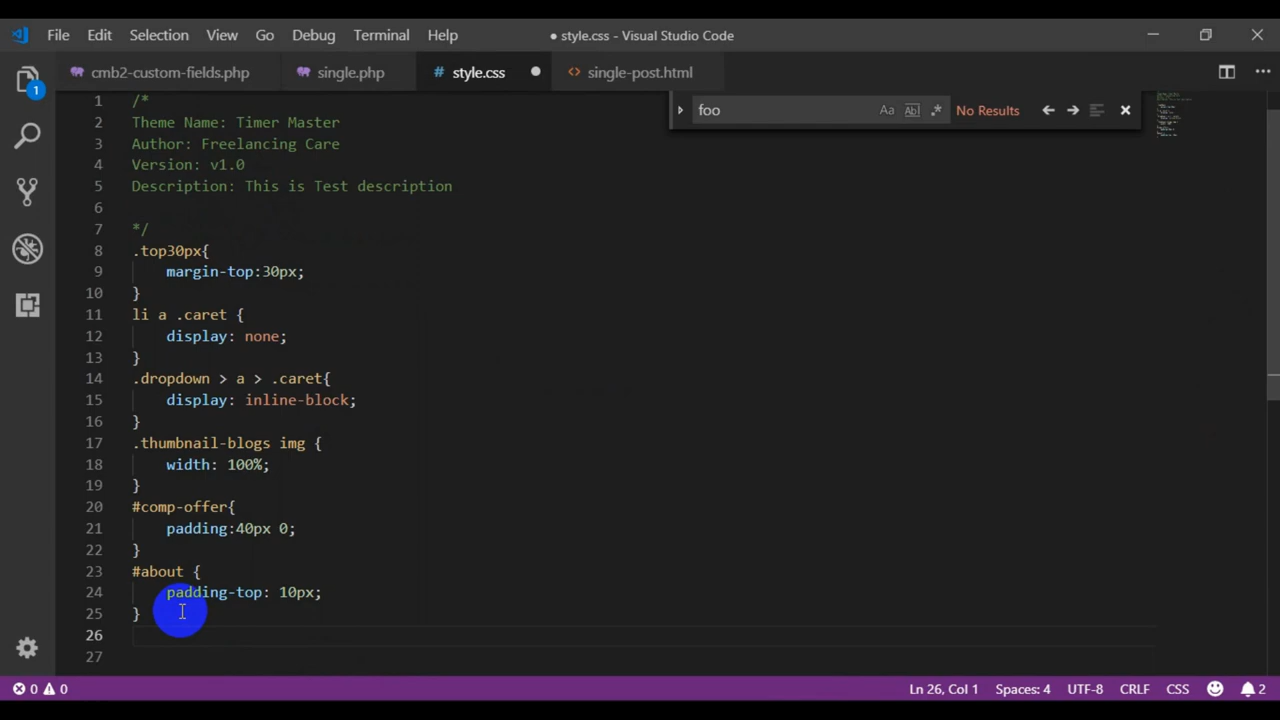 File Edit Selection View Go Debug Terminal Help ● style.css - Visual Studio Code
cmb2-custom-fields.php single.php # style.css ● <> single-post.html
foo Aa Ab| .* No Results
1
1 /*
2 Theme Name: Timer Master
3 Author: Freelancing Care
4 Version: v1.0
5 Description: This is Test description
6
7 */
8 .top30px{
9 margin-top:30px;
10 }
11 li a .caret {
12 display: none;
13 }
14 .dropdown > a > .caret{
15 display: inline-block;
16 }
17 .thumbnail-blogs img {
18 width: 100%;
19 }
20 #comp-offer{
21 padding:40px 0;
22 }
23 #about {
24 padding-top: 10px;
25 }
26
27
0 0 Ln 26, Col 1 Spaces: 4 UTF-8 CRLF CSS 2